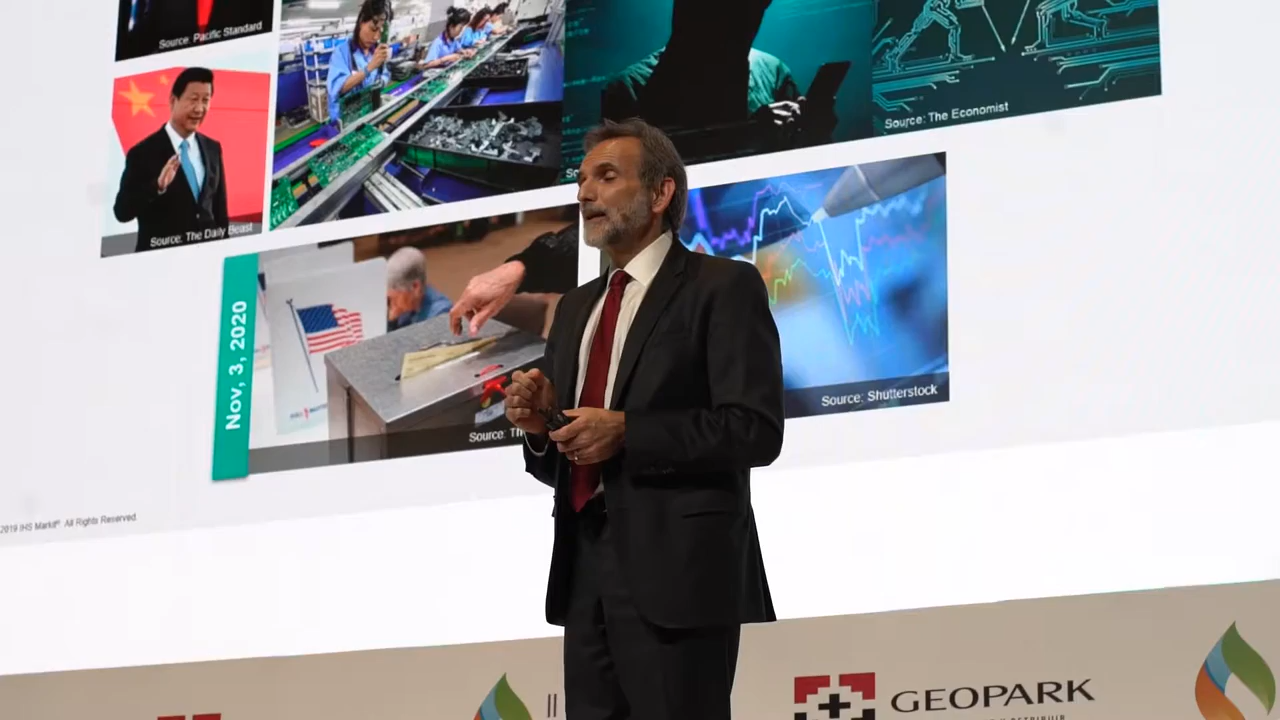 Source: Pacific Standard
Source: The Economist
Source: The Daily Beast
Nov, 3, 2020
Source: Shutterstock
2019 IHS Markit® All Rights Reserved
II
GEOPARK